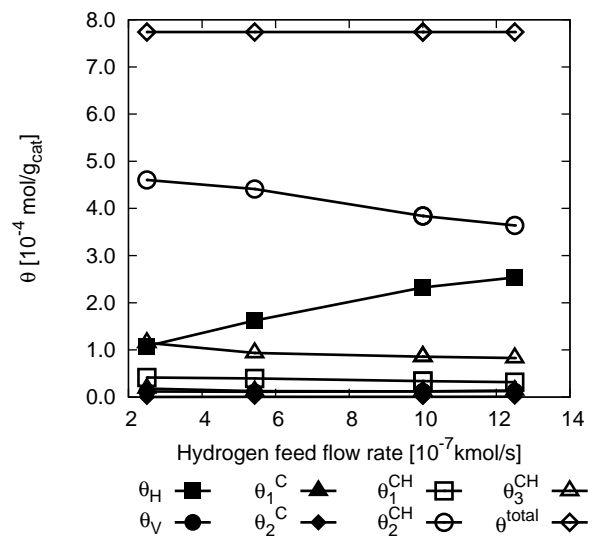 8.0
7.0
6.0
5.0
4.0
3.0
2.0
1.0
0.0
θ [10^-4 mol/g_cat]
2 4 6 8 10 12 14
Hydrogen feed flow rate [10^-7 kmol/s]
θ_H θ_1^C θ_1^CH θ_3^CH
θ_V θ_2^C θ_2^CH θ^total